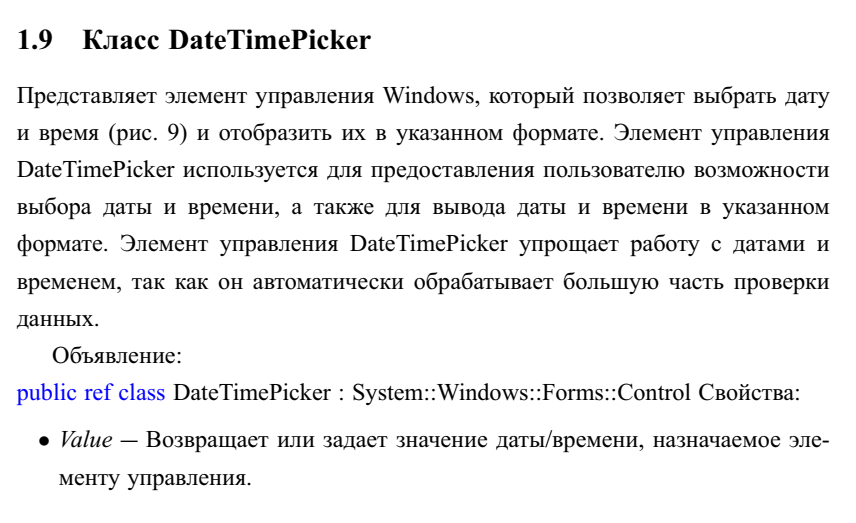 1.9 Класс DateTimePicker
Представляет элемент управления Windows, который позволяет выбрать дату
и время (рис. 9) и отобразить их в указанном формате. Элемент управления
DateTimePicker используется для предоставления пользователю возможности
выбора даты и времени, а также для вывода даты и времени в указанном
формате. Элемент управления DateTimePicker упрощает работу с датами и
временем, так как он автоматически обрабатывает большую часть проверки
данных.
Объявление:
public ref class DateTimePicker : System::Windows::Forms::Control Свойства:
• Value — Возвращает или задает значение даты/времени, назначаемое эле-
менту управления.